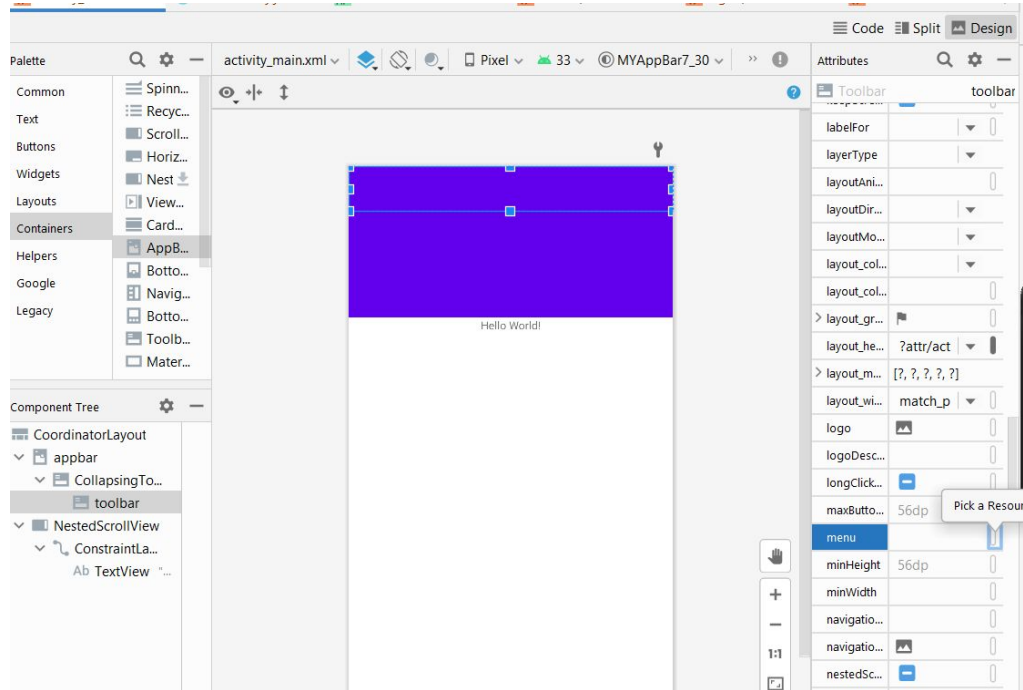 Code Split Design
Palette
activity_main.xml Pixel 33 MYAppBar7_30
Attributes
Common
Text
Buttons
Widgets
Layouts
Containers
Helpers
Google
Legacy
Spinn...
Recyc...
Scroll...
Horiz...
Nest
View...
Card...
AppB...
Botto...
Navig...
Botto...
Toolb...
Mater...
Component Tree
CoordinatorLayout
appbar
CollapsingTo...
toolbar
NestedScrollView
ConstraintLa...
Ab TextView "...
Hello World!
1:1
Toolbar toolbar
labelFor
layerType
layoutAni...
layoutDir...
layoutMo...
layout_col...
layout_col...
layout_gr...
layout_he... ?attr/act
layout_m... [?, ?, ?, ?, ?]
layout_wi... match_p
logo
logoDesc...
longClick...
maxButto... 56dp
Pick a Resour
menu
minHeight 56dp
minWidth
navigatio...
navigatio...
nestedSc...